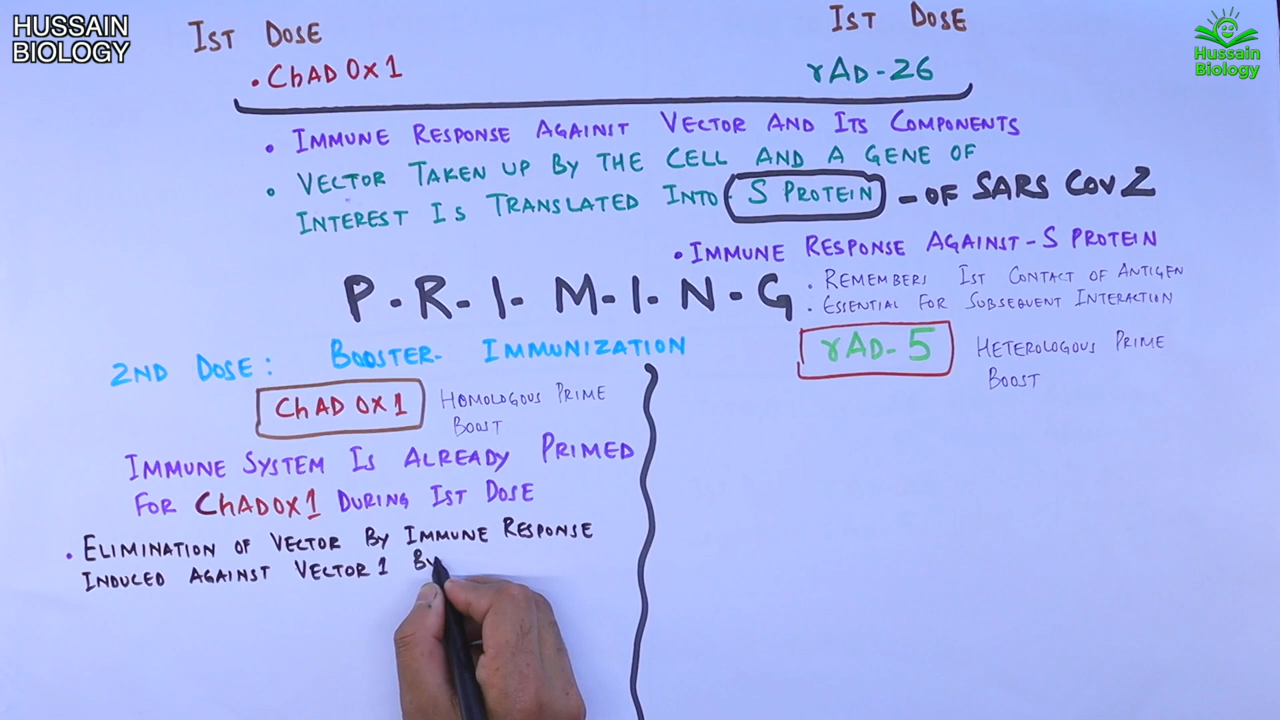 HUSSAIN
BIOLOGY
Hussain
Biology
IST DOSE
IST DOSE
• ChAD OX 1
rAD-26
• IMMUNE RESPONSE AGAINST VECTOR AND ITS COMPONENTS
• VECTOR TAKEN UP BY THE CELL AND A GENE OF
INTEREST IS TRANSLATED INTO S PROTEIN - OF SARS COV 2
• IMMUNE RESPONSE AGAINST - S PROTEIN
P - R - I - M - I - N - G
• REMEMBERS IST CONTACT OF ANTIGEN
• ESSENTIAL FOR SUBSEQUENT INTERACTION
2ND DOSE : BOOSTER - IMMUNIZATION
rAD-5
HETEROLOGOUS PRIME
BOOST
ChAD OX 1
HOMOLOGOUS PRIME
BOOST
IMMUNE SYSTEM IS ALREADY PRIMED
FOR ChADOX 1 DURING IST DOSE
• ELIMINATION OF VECTOR BY IMMUNE RESPONSE
INDUCED AGAINST VECTOR 1 BY